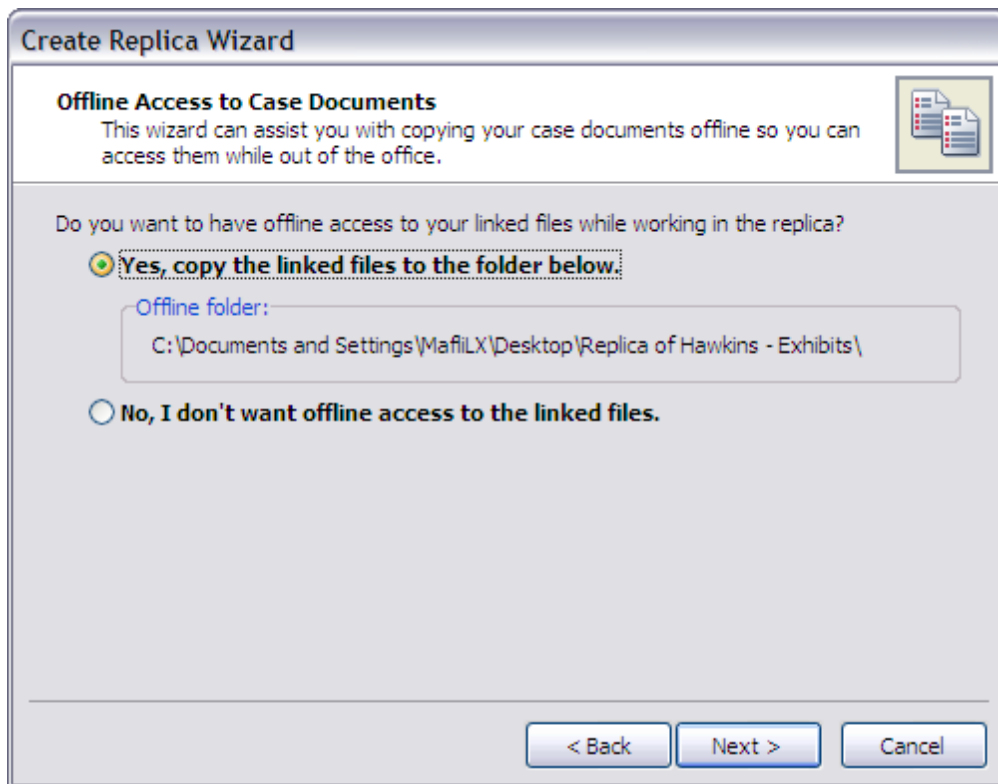 Create Replica Wizard
Offline Access to Case Documents
This wizard can assist you with copying your case documents offline so you can
access them while out of the office.
Do you want to have offline access to your linked files while working in the replica?
Yes, copy the linked files to the folder below.
Offline folder:
C:\Documents and Settings\MafliLX\Desktop\Replica of Hawkins - Exhibits\
No, I don't want offline access to the linked files.
< Back
Next >
Cancel